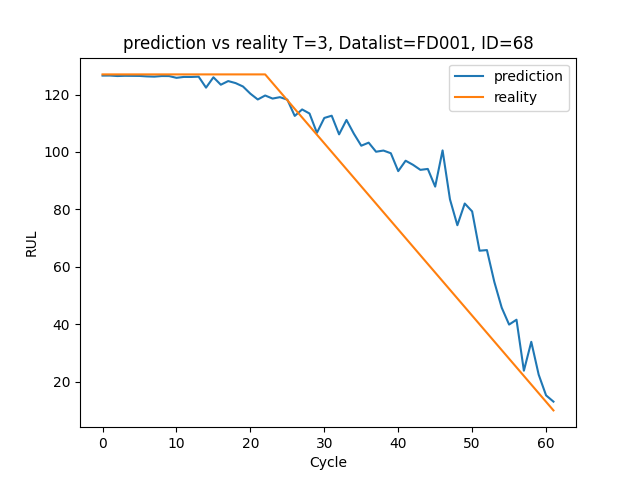 prediction vs reality T=3, Datalist=FD001, ID=68
prediction
reality
120
100
80
60
40
20
RUL
0 10 20 30 40 50 60
Cycle